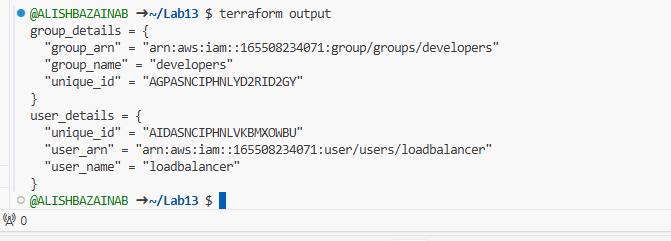 @ALISHBAZAINAB ➜~/Lab13 $ terraform output
group_details = {
  "group_arn" = "arn:aws:iam::165508234071:group/groups/developers"
  "group_name" = "developers"
  "unique_id" = "AGPASNCIPHNLYD2RID2GY"
}
user_details = {
  "unique_id" = "AIDASNCIPHNLVKBMXOWBU"
  "user_arn" = "arn:aws:iam::165508234071:user/users/loadbalancer"
  "user_name" = "loadbalancer"
}
@ALISHBAZAINAB ➜~/Lab13 $
0